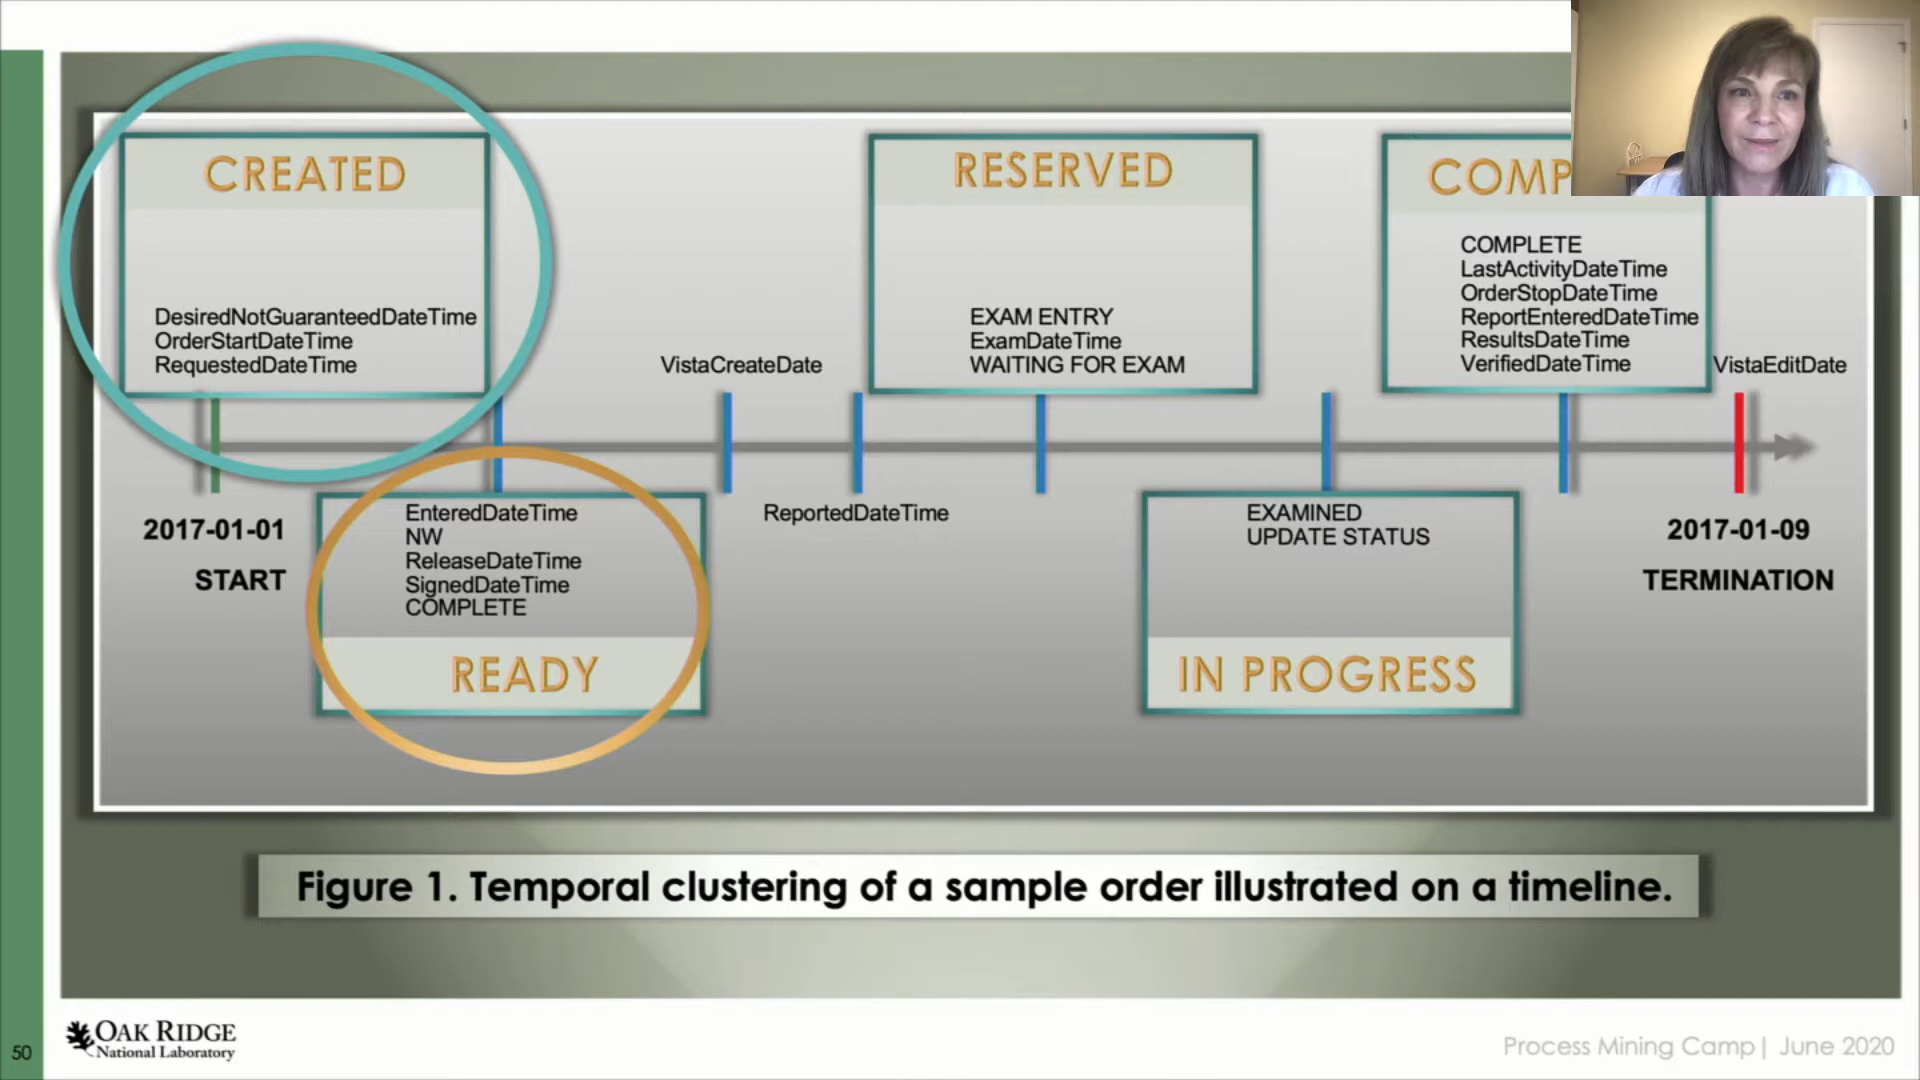 CREATED
DesiredNotGuaranteedDateTime
OrderStartDateTime
RequestedDateTime
RESERVED
EXAM ENTRY
ExamDateTime
WAITING FOR EXAM
COMP
COMPLETE
LastActivityDateTime
OrderStopDateTime
ReportEnteredDateTime
ResultsDateTime
VerifiedDateTime
VistaCreateDate
VistaEditDate
2017-01-01
START
EnteredDateTime
NW
ReleaseDateTime
SignedDateTime
COMPLETE
READY
ReportedDateTime
EXAMINED
UPDATE STATUS
IN PROGRESS
2017-01-09
TERMINATION
Figure 1. Temporal clustering of a sample order illustrated on a timeline.
50
OAK RIDGE
National Laboratory
Process Mining Camp| June 2020